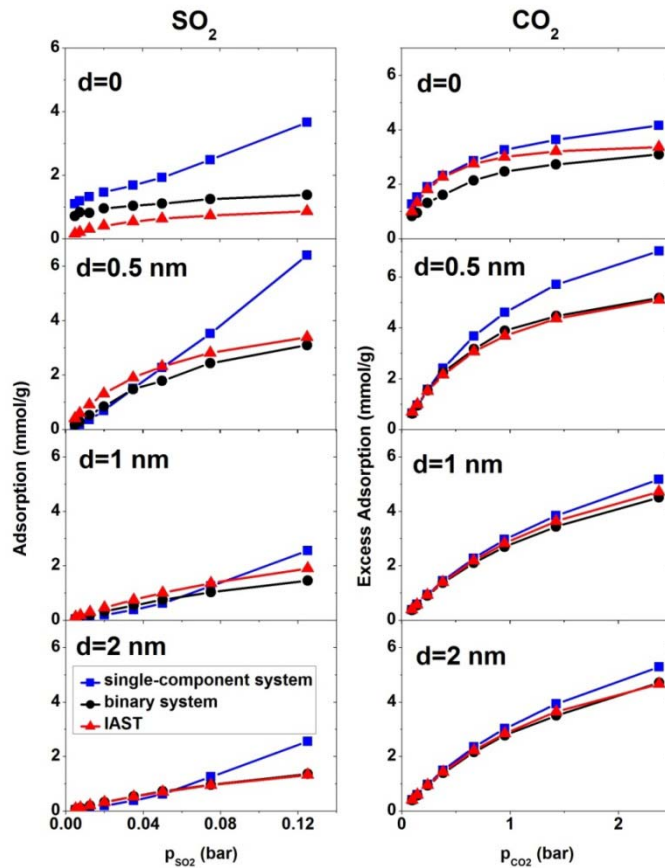 SO2
CO2
d=0
6
4
2
0
d=0
6
4
2
0
d=0.5 nm
6
4
2
0
d=0.5 nm
6
4
2
0
d=1 nm
6
4
2
0
d=1 nm
6
4
2
0
d=2 nm
6
4
2
0
single-component system
binary system
IAST
d=2 nm
6
4
2
0
0.00 0.04 0.08 0.12
0 1 2
pSO2 (bar)
pCO2 (bar)
Adsorption (mmol/g)
Excess Adsorption (mmol/g)